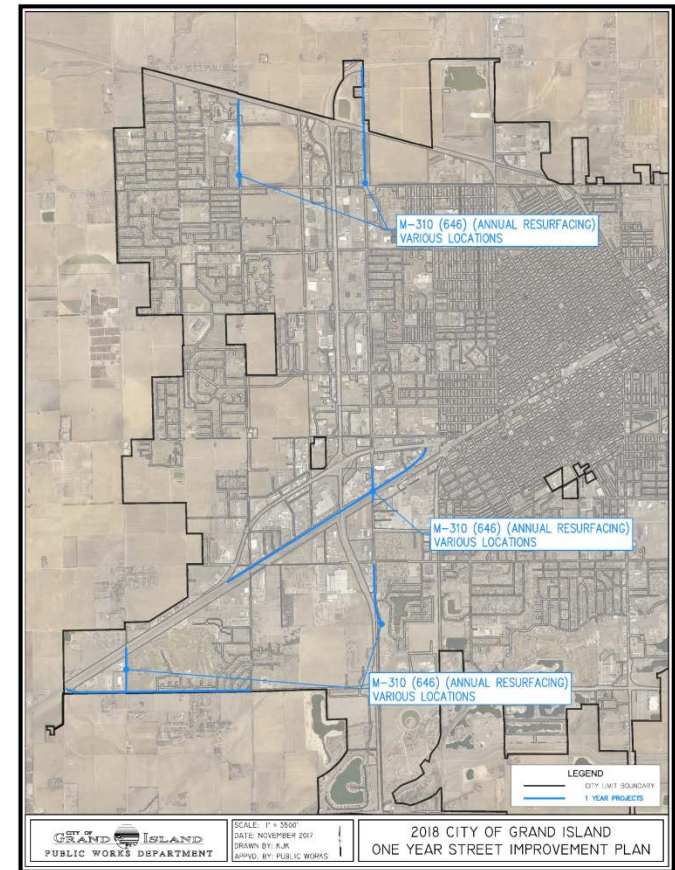 M-310 (646) (ANNUAL RESURFACING)
VARIOUS LOCATIONS
M-310 (646) (ANNUAL RESURFACING)
VARIOUS LOCATIONS
M-310 (646) (ANNUAL RESURFACING)
VARIOUS LOCATIONS
LEGEND
CITY LIMIT BOUNDARY
1 YEAR PROJECTS
CITY OF
GRAND ISLAND
PUBLIC WORKS DEPARTMENT
SCALE: 1" = 3500'
DATE: NOVEMBER 2017
DRAWN BY: KJK
APPVD. BY: PUBLIC WORKS
2018 CITY OF GRAND ISLAND
ONE YEAR STREET IMPROVEMENT PLAN